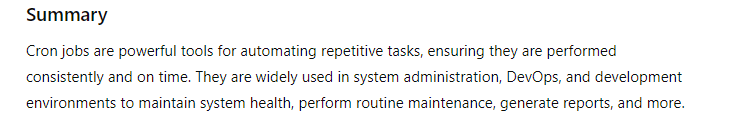 Summary
Cron jobs are powerful tools for automating repetitive tasks, ensuring they are performed
consistently and on time. They are widely used in system administration, DevOps, and development
environments to maintain system health, perform routine maintenance, generate reports, and more.